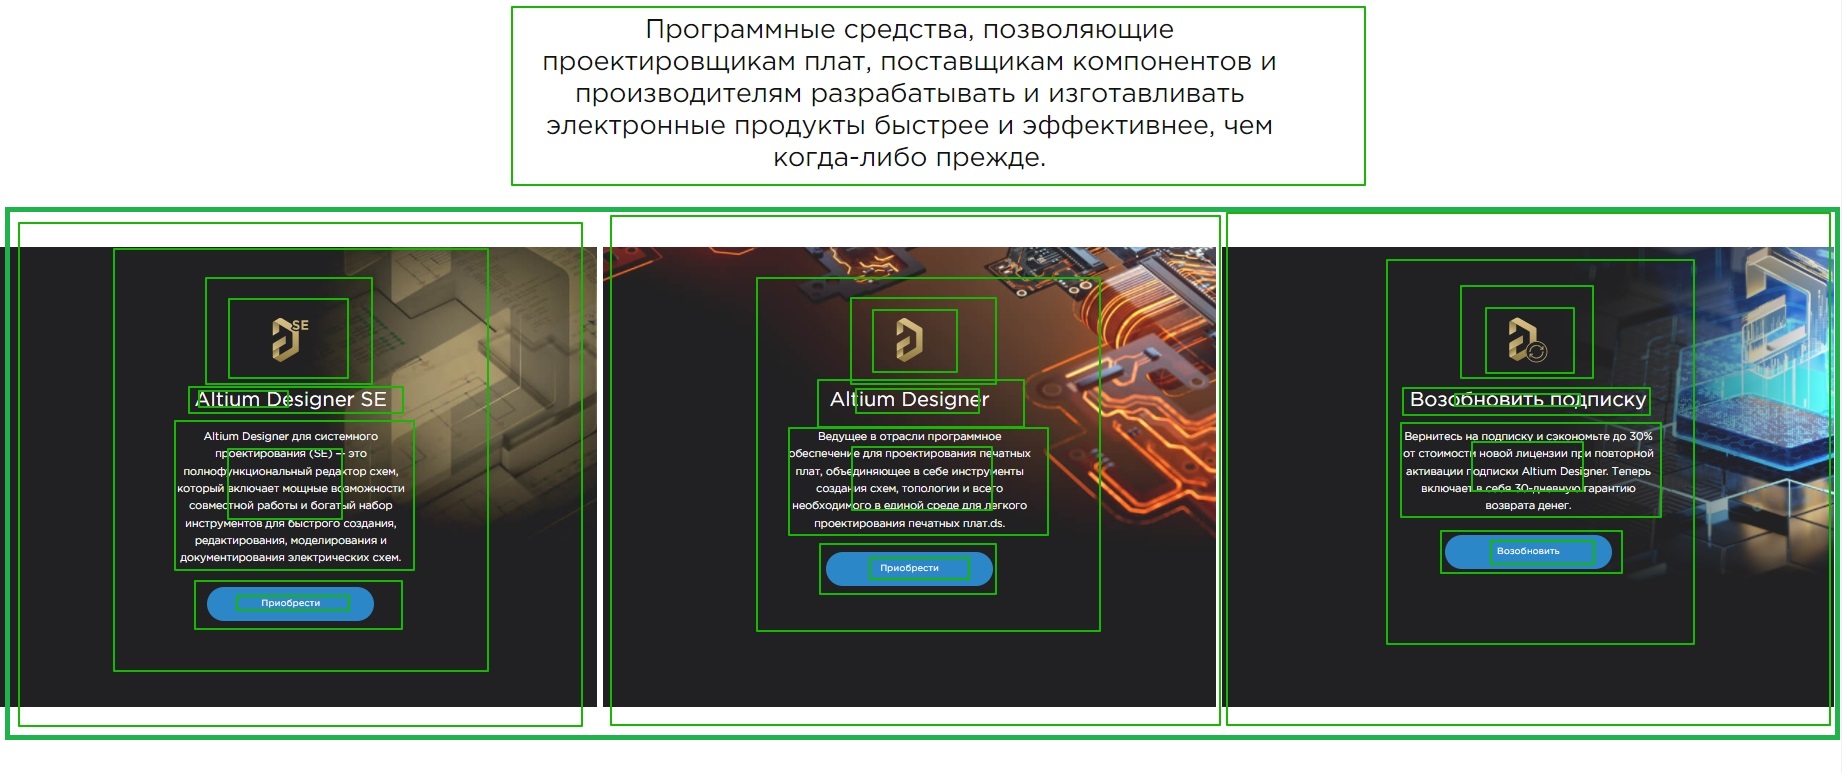 Программные средства, позволяющие
проектировщикам плат, поставщикам компонентов и
производителям разрабатывать и изготавливать
электронные продукты быстрее и эффективнее, чем
когда-либо прежде.
SE
Altium Designer SE
Altium Designer для системного
проектирования (SE) — это
полнофункциональный редактор схем,
который включает мощные возможности
совместной работы и богатый набор
инструментов для быстрого создания,
редактирования, моделирования и
документирования электрических схем.
Приобрести
Altium Designer
Ведущее в отрасли программное
обеспечение для проектирования печатных
плат, объединяющее в себе инструменты
создания схем, топологии и всего
необходимого в единой среде для легкого
проектирования печатных плат.ds.
Приобрести
Возобновить подписку
Вернитесь на подписку и сэкономьте до 30%
от стоимости новой лицензии при повторной
активации подписки Altium Designer. Теперь
включает в себя 30-дневную гарантию
возврата денег.
Возобновить